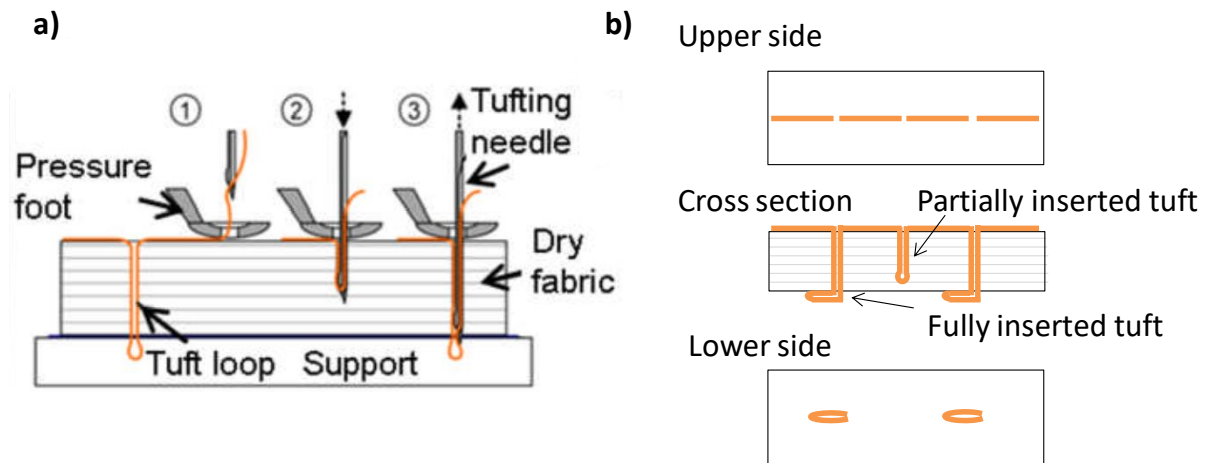 a)
① ② ③ Tufting
needle
Pressure
foot
Dry
fabric
Tuft loop Support
b)
Upper side
Cross section Partially inserted tuft
Fully inserted tuft
Lower side